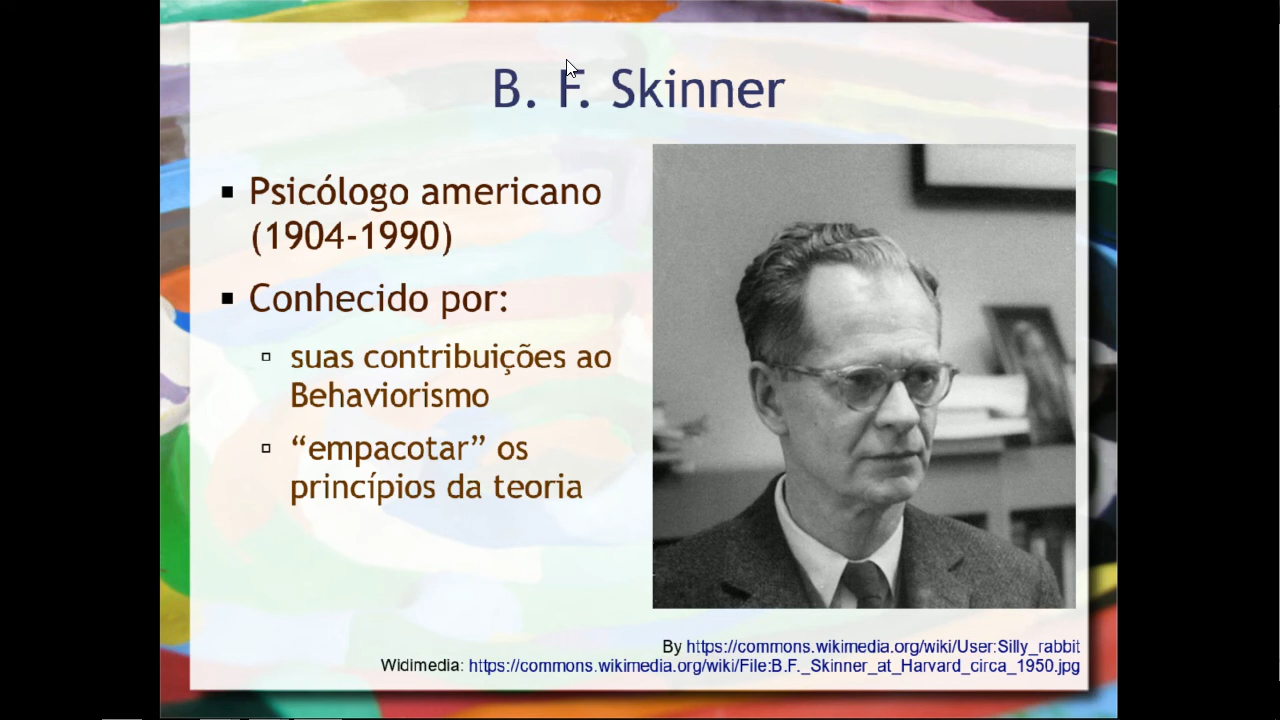 B. F. Skinner
▪ Psicólogo americano
(1904-1990)
▪ Conhecido por:
▫ suas contribuições ao
Behaviorismo
▫ “empacotar” os
princípios da teoria
By https://commons.wikimedia.org/wiki/User:Silly_rabbit
Widimedia: https://commons.wikimedia.org/wiki/File:B.F._Skinner_at_Harvard_circa_1950.jpg